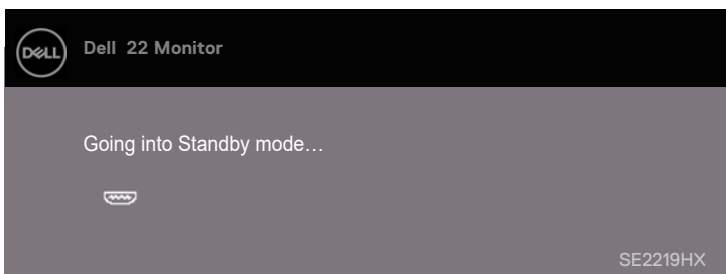 DELL
Dell 22 Monitor
Going into Standby mode…
SE2219HX